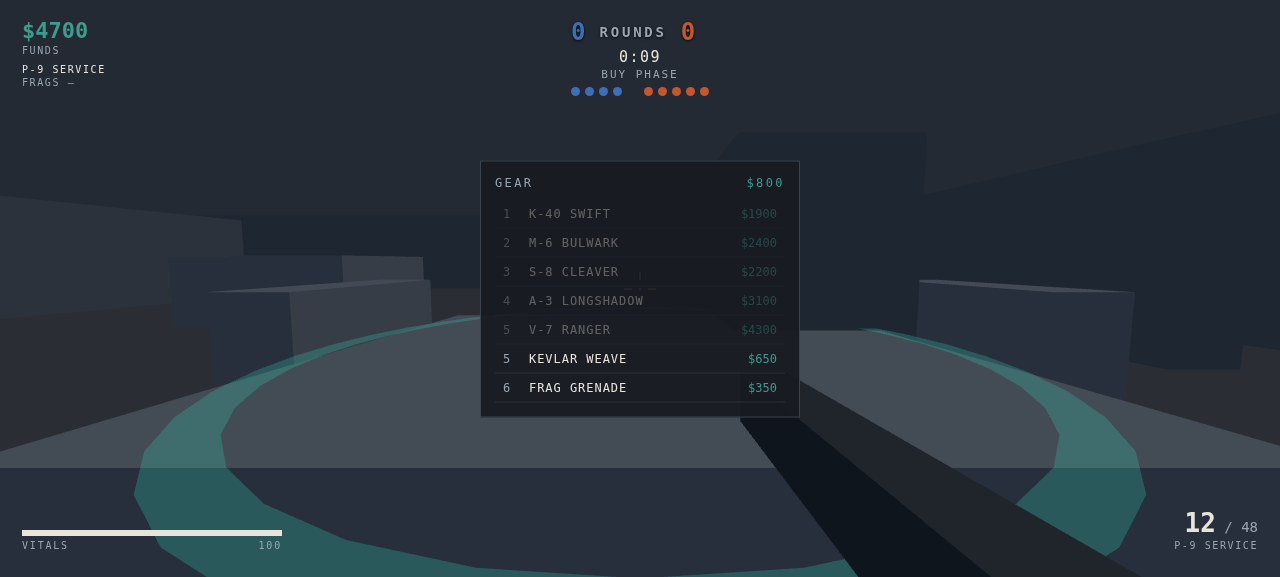 $4700
FUNDS
P-9 SERVICE
FRAGS —
0 ROUNDS 0
0:09
BUY PHASE
GEAR $800
1 K-40 SWIFT $1900
2 M-6 BULWARK $2400
3 S-8 CLEAVER $2200
4 A-3 LONGSHADOW $3100
5 V-7 RANGER $4300
5 KEVLAR WEAVE $650
6 FRAG GRENADE $350
VITALS 100
12 / 48
P-9 SERVICE